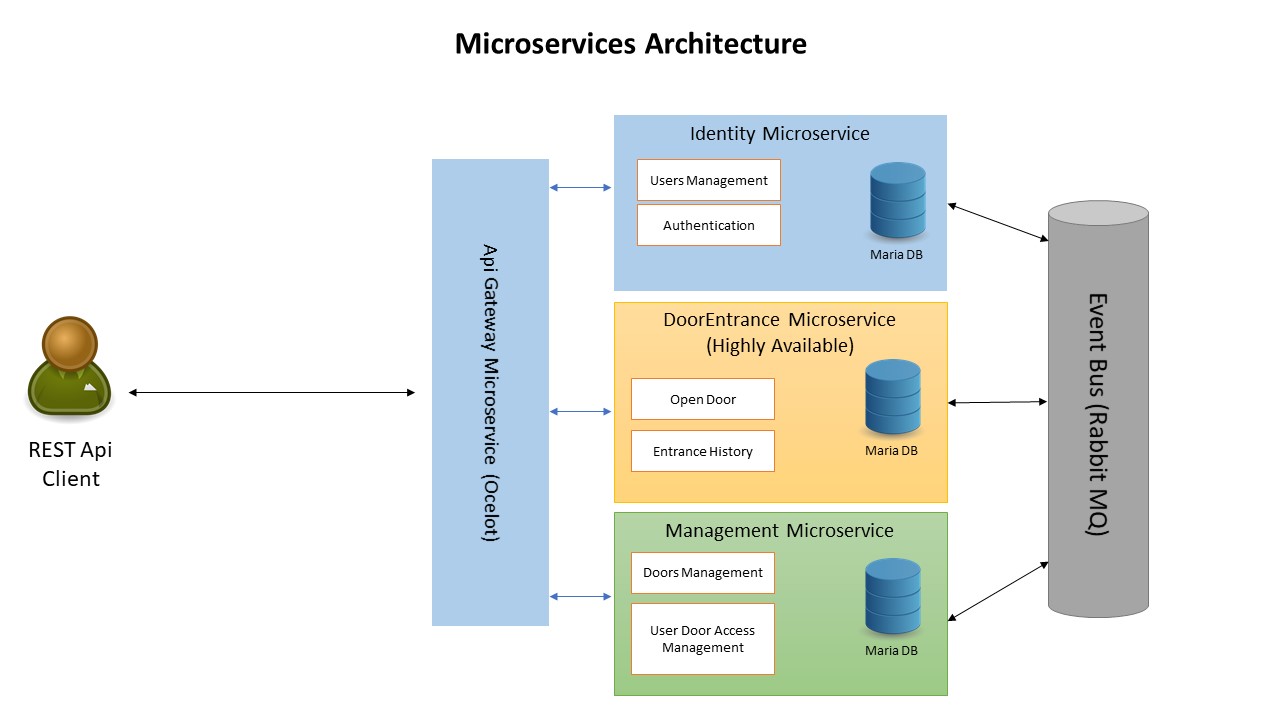 Microservices Architecture
REST Api
Client
Api Gateway Microservice (Ocelot)
Identity Microservice
Users Management
Authentication
Maria DB
DoorEntrance Microservice
(Highly Available)
Open Door
Entrance History
Maria DB
Management Microservice
Doors Management
User Door Access
Management
Maria DB
Event Bus (Rabbit MQ)